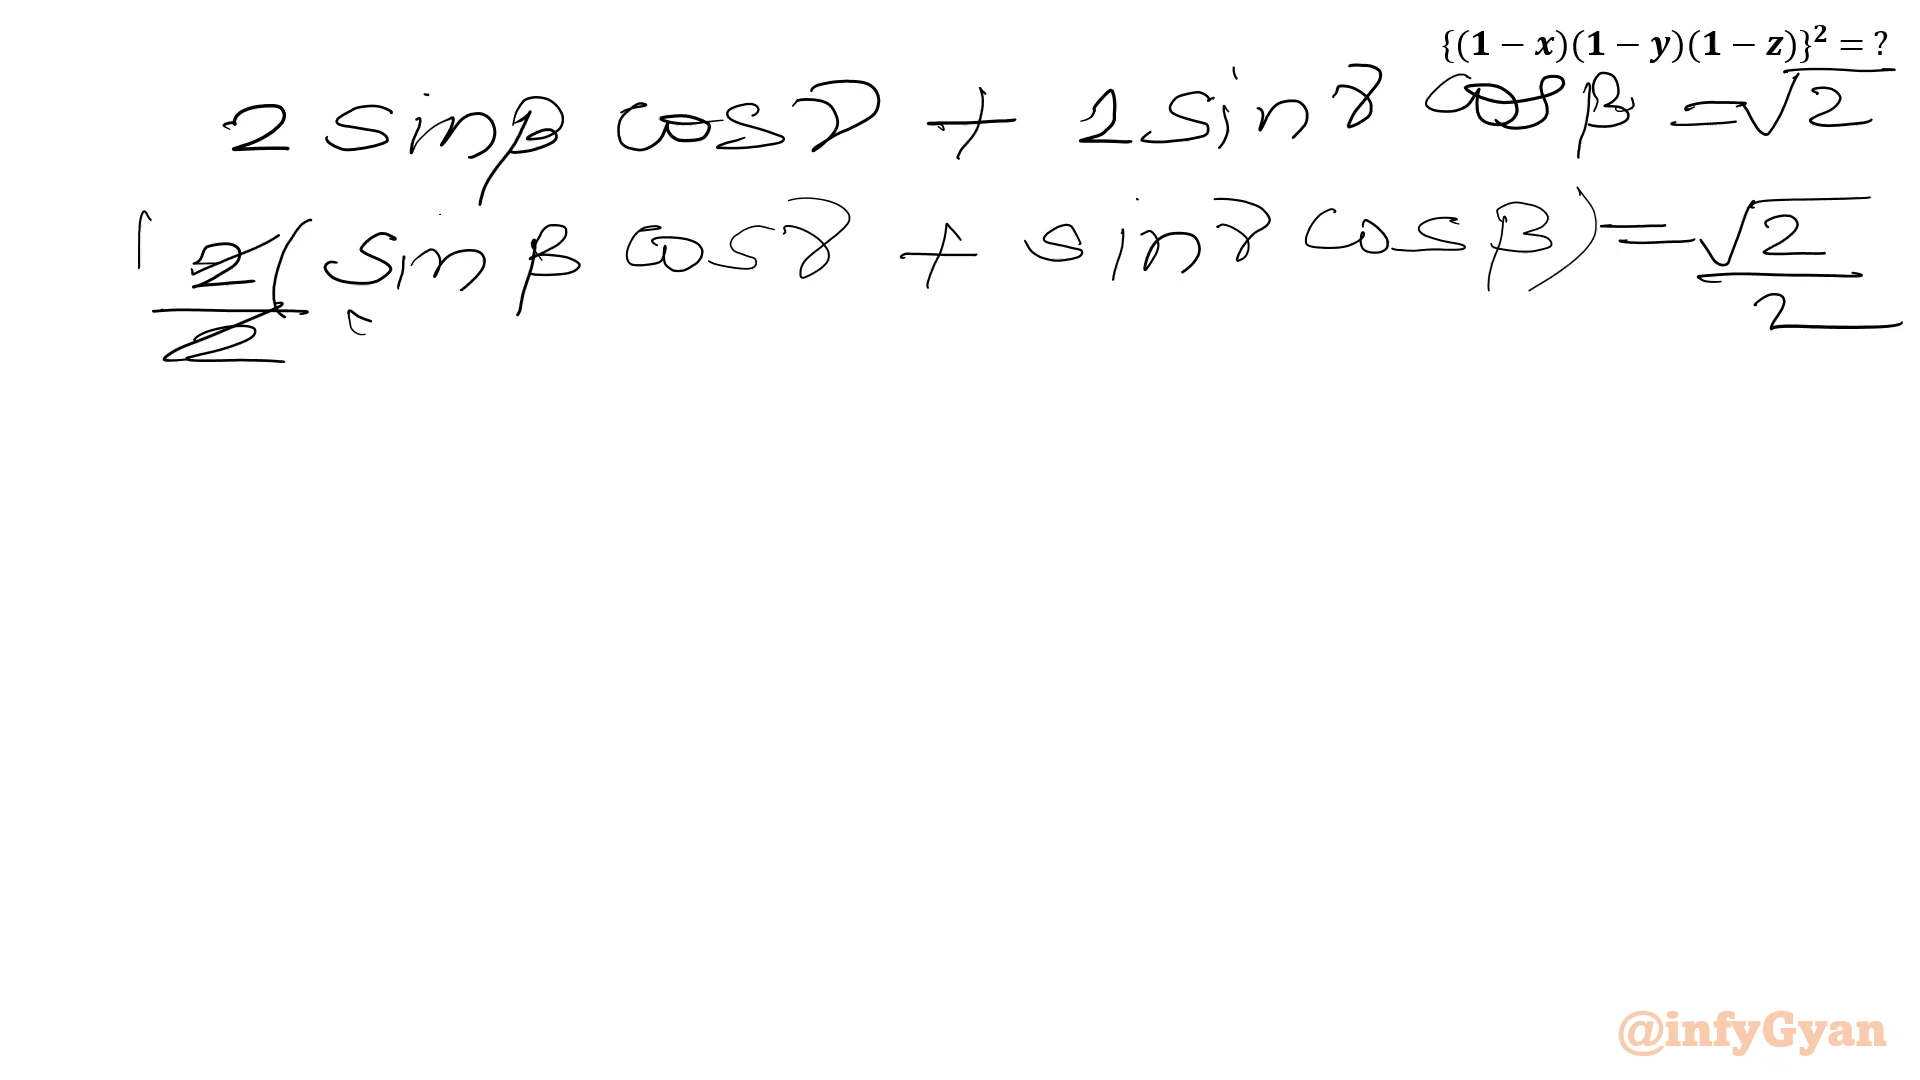 {(1 − x)(1 − y)(1 − z)}² = ?
2 sinβ cosγ + 2 sinγ cosβ = √2
2/2 (sinβ cosγ + sinγ cosβ) = √2/2
@infyGyan